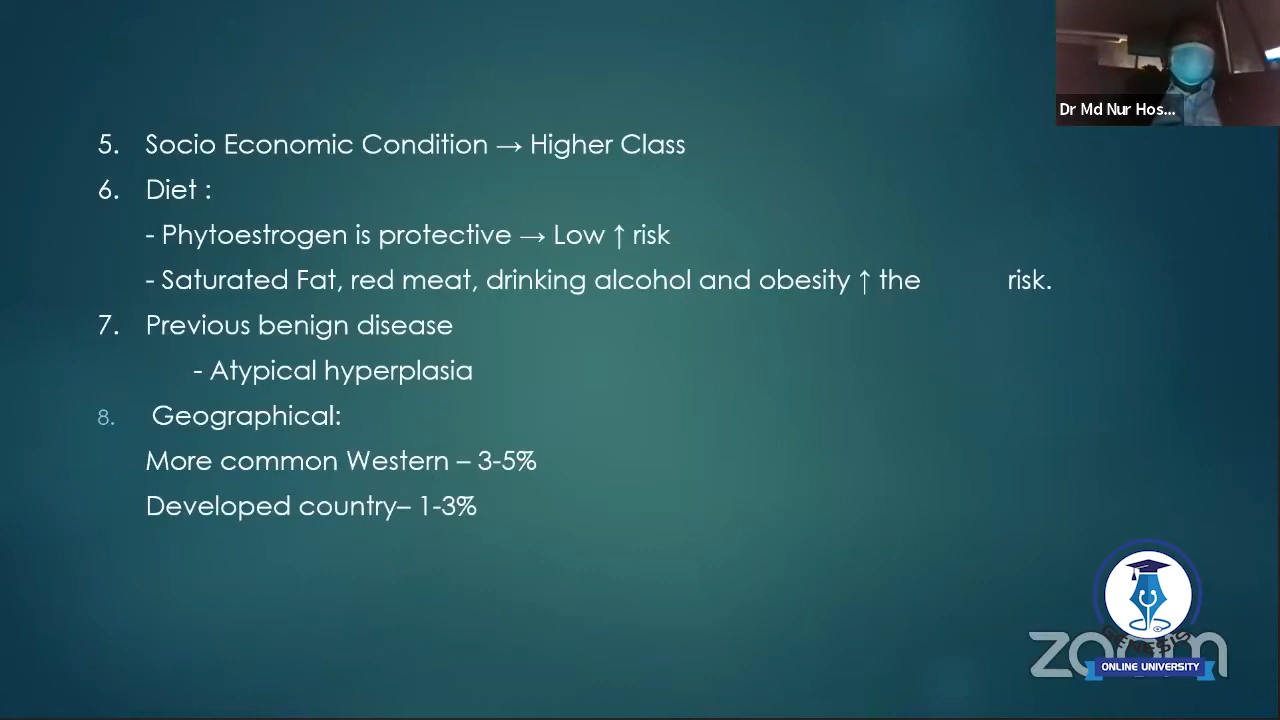 Dr Md Nur Hos...
5. Socio Economic Condition → Higher Class
6. Diet :
- Phytoestrogen is protective → Low ↑ risk
- Saturated Fat, red meat, drinking alcohol and obesity ↑ the risk.
7. Previous benign disease
- Atypical hyperplasia
8. Geographical:
More common Western – 3-5%
Developed country– 1-3%
zoom
GENESIS
ONLINE UNIVERSITY